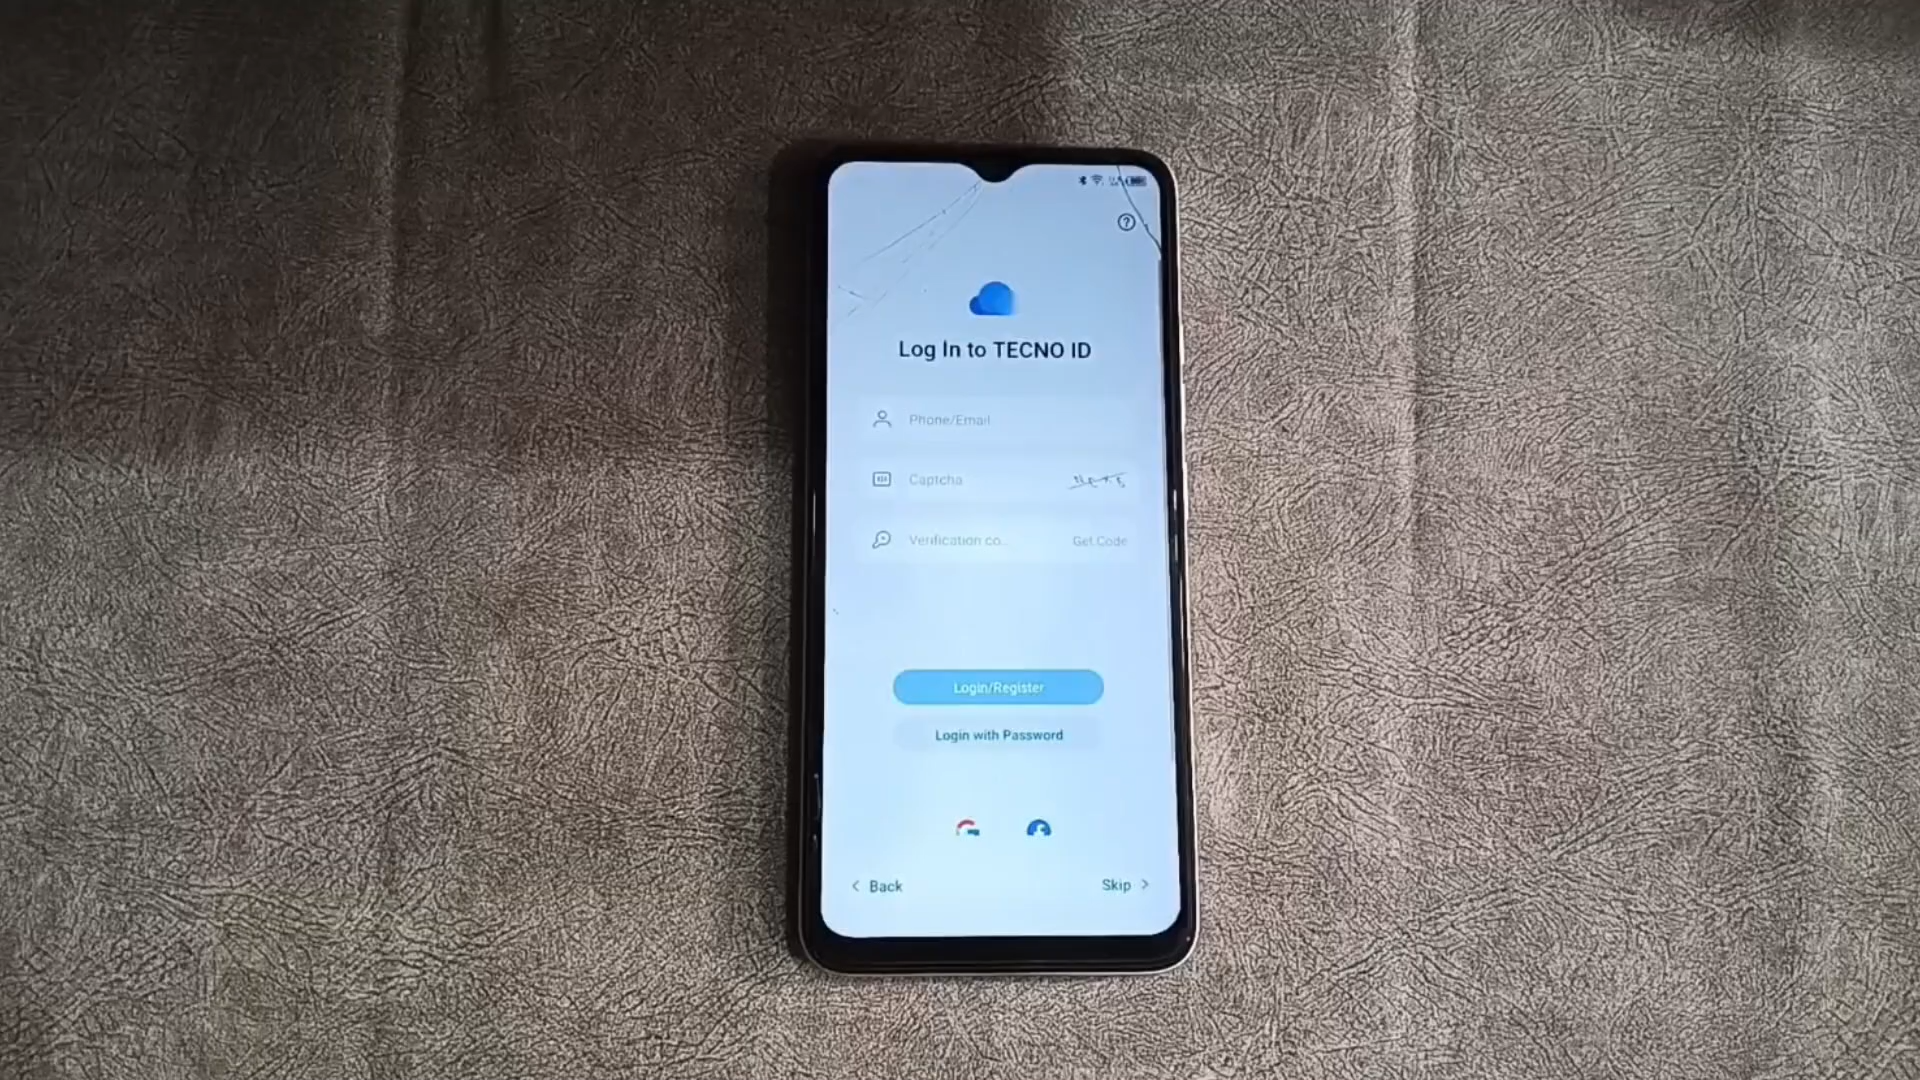 Log In to TECNO ID
Phone/Email
Captcha
Verification co...
Get Code
Login/Register
Login with Password
Back
Skip